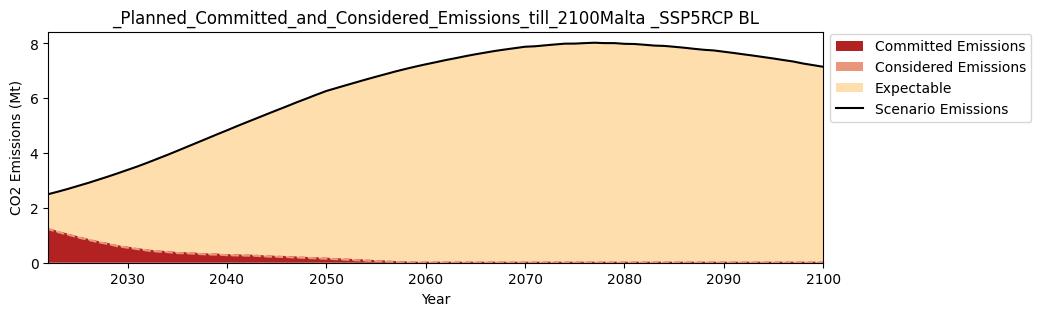 _Planned_Committed_and_Considered_Emissions_till_2100Malta _SSP5RCP BL
8
6
4
2
0
CO2 Emissions (Mt)
2030 2040 2050 2060 2070 2080 2090 2100
Year
Committed Emissions
Considered Emissions
Expectable
Scenario Emissions